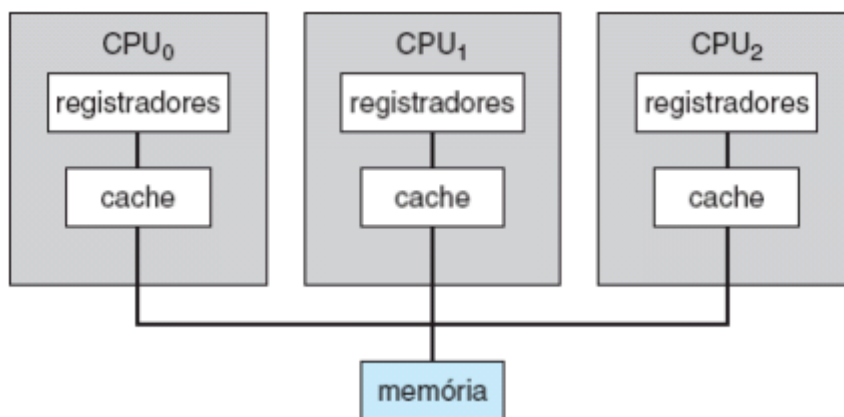 CPU₀ CPU₁ CPU₂
registradores registradores registradores
cache cache cache
memória